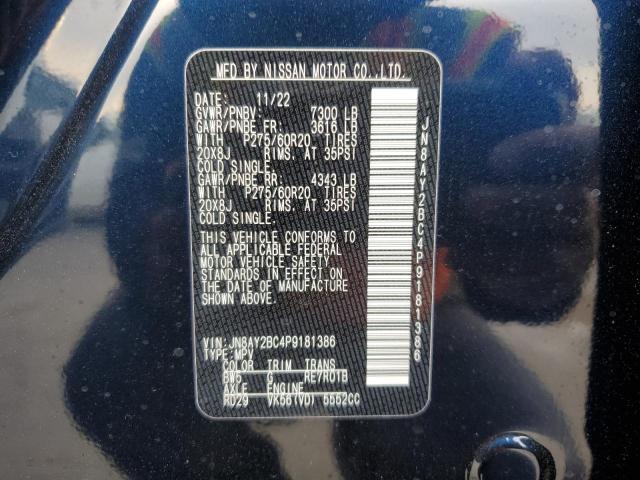 MFD BY NISSAN MOTOR CO.,LTD.
DATE: 11/22
GVWR/PNBV: 7300 LB
GAWR/PNBE FR: 3616 LB
WITH P275/60R20 TIRES
20X8J RIMS, AT 35PSI
COLD SINGLE.
GAWR/PNBE RR: 4343 LB
WITH P275/60R20 TIRES
20X8J RIMS, AT 35PSI
COLD SINGLE.
THIS VEHICLE CONFORMS TO
ALL APPLICABLE FEDERAL
MOTOR VEHICLE SAFETY
STANDARDS IN EFFECT ON
THE DATE OF MANUFACTURE
SHOWN ABOVE.
VIN: JN8AY2BC4P9181386
TYPE: MPV
COLOR TRIM TRANS
BW5 G RE7R01B
AXLE ENGINE
RD29 VK56(VD) 5552CC
JN8AY2BC4P9181386